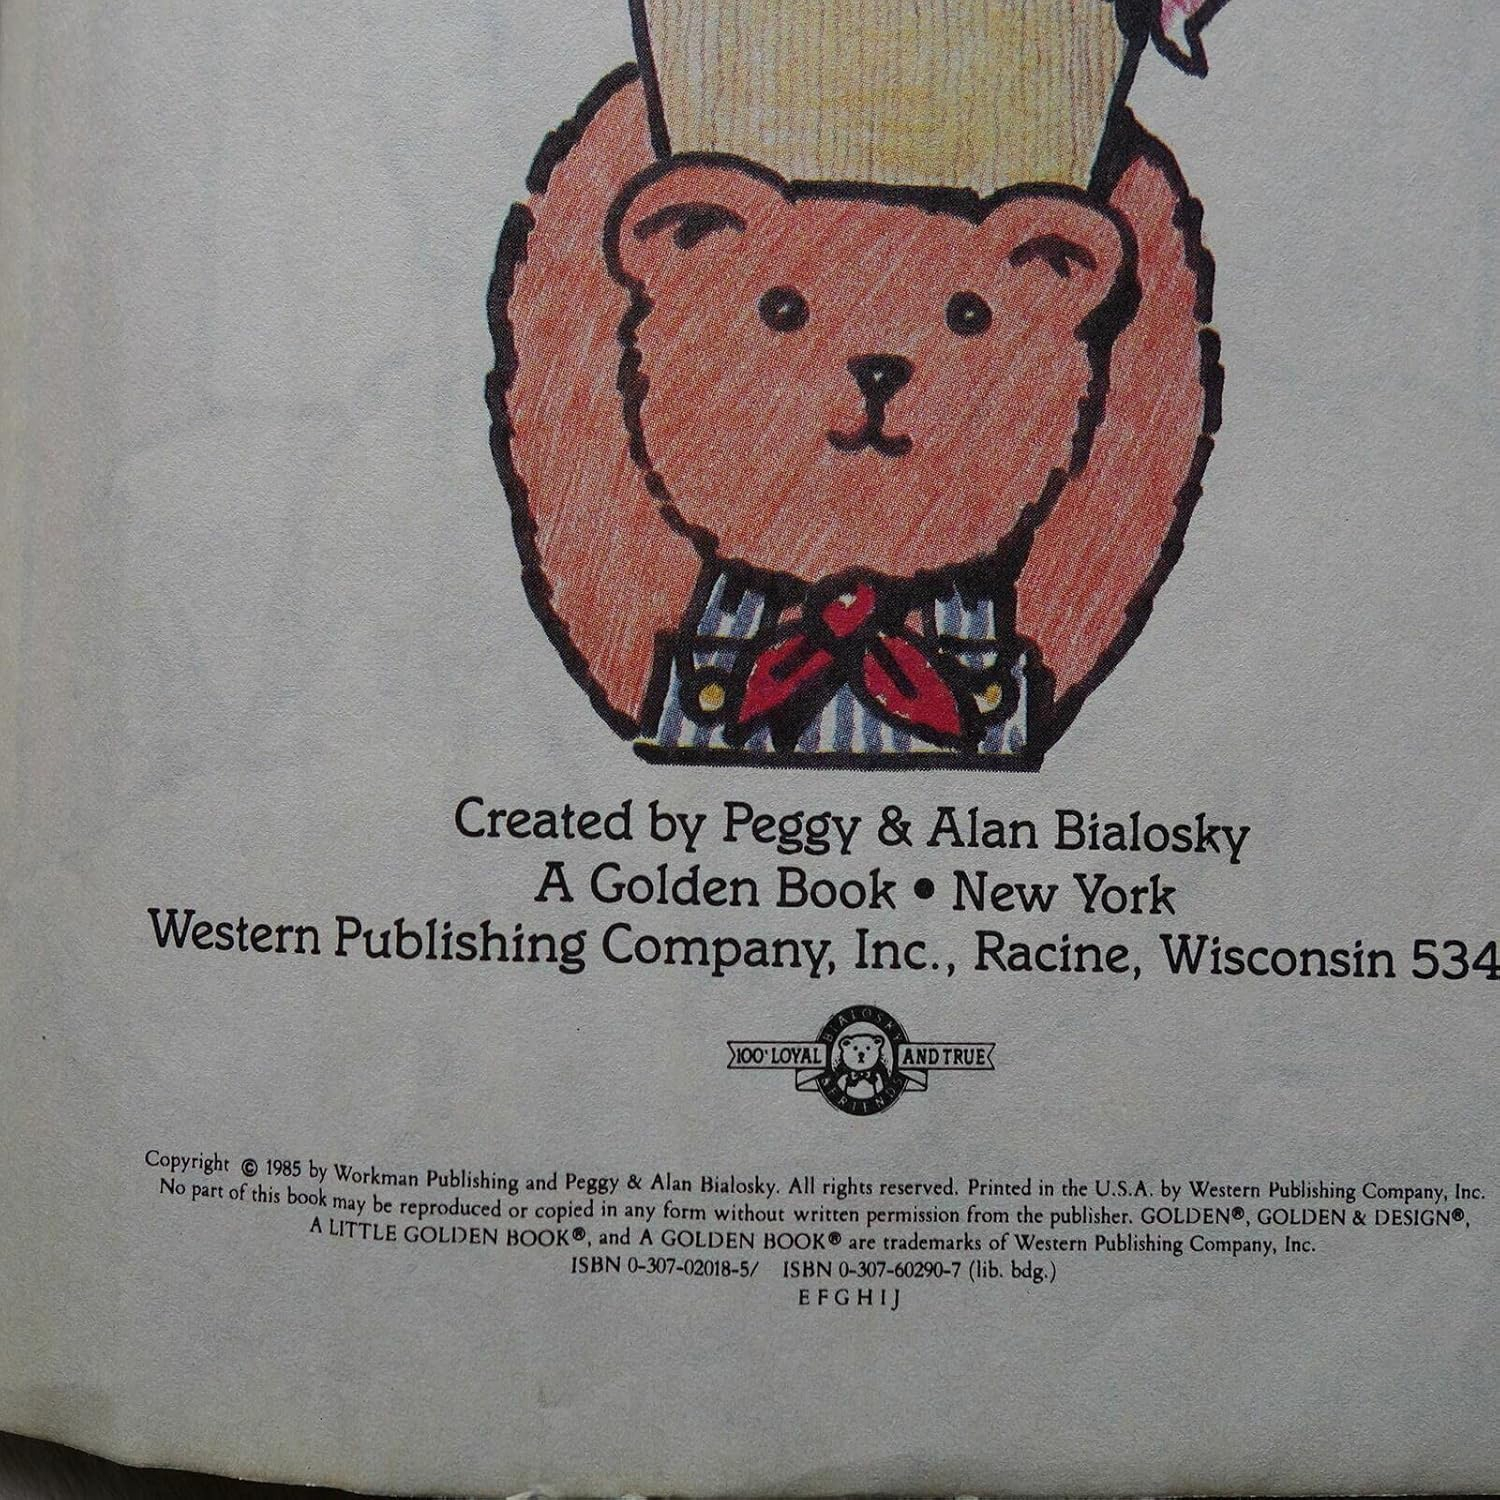 Created by Peggy & Alan Bialosky
A Golden Book • New York
Western Publishing Company, Inc., Racine, Wisconsin 534
BIALOSKY
100% LOYAL AND TRUE
& FRIENDS
Copyright © 1985 by Workman Publishing and Peggy & Alan Bialosky. All rights reserved. Printed in the U.S.A. by Western Publishing Company, Inc.
No part of this book may be reproduced or copied in any form without written permission from the publisher. GOLDEN®, GOLDEN & DESIGN®,
A LITTLE GOLDEN BOOK®, and A GOLDEN BOOK® are trademarks of Western Publishing Company, Inc.
ISBN 0-307-02018-5/ ISBN 0-307-60290-7 (lib. bdg.)
E F G H I J